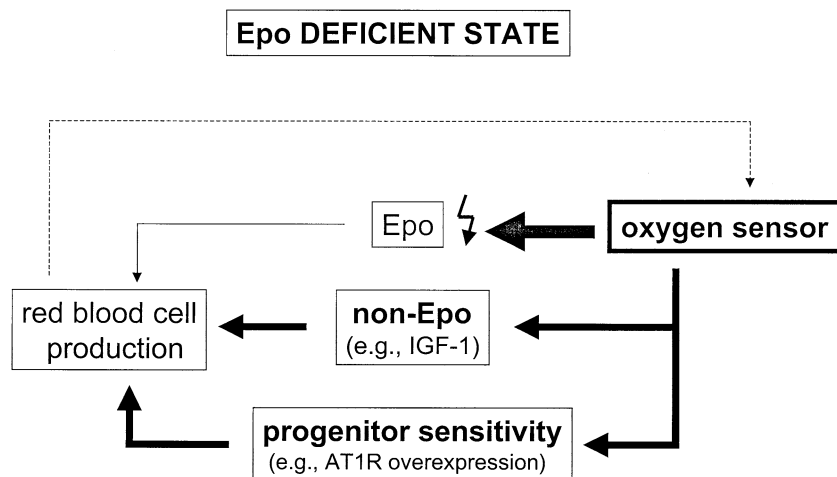 Epo DEFICIENT STATE
Epo
oxygen sensor
red blood cell
production
non-Epo
(e.g., IGF-1)
progenitor sensitivity
(e.g., AT1R overexpression)